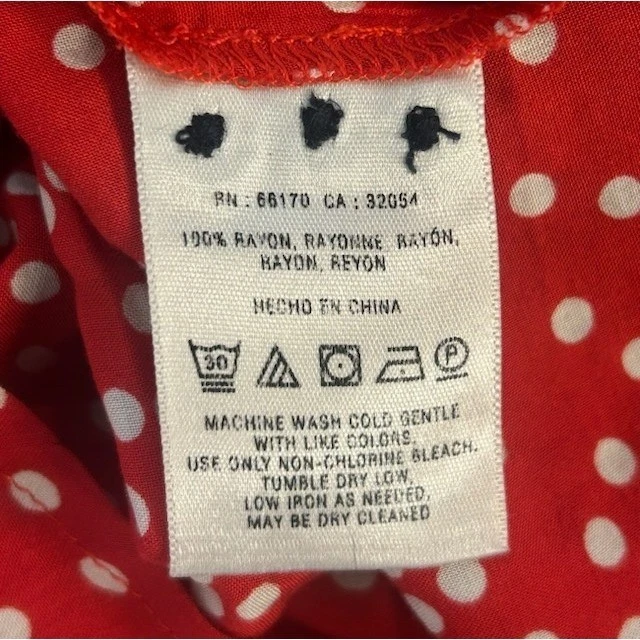 RN : 66170 CA : 32054
100% RAYON, RAYONNE RAYÓN,
RAYON, REYON
HECHO EN CHINA
30 P
MACHINE WASH COLD GENTLE
WITH LIKE COLORS.
USE ONLY NON-CHLORINE BLEACH.
TUMBLE DRY LOW,
LOW IRON AS NEEDED,
MAY BE DRY CLEANED